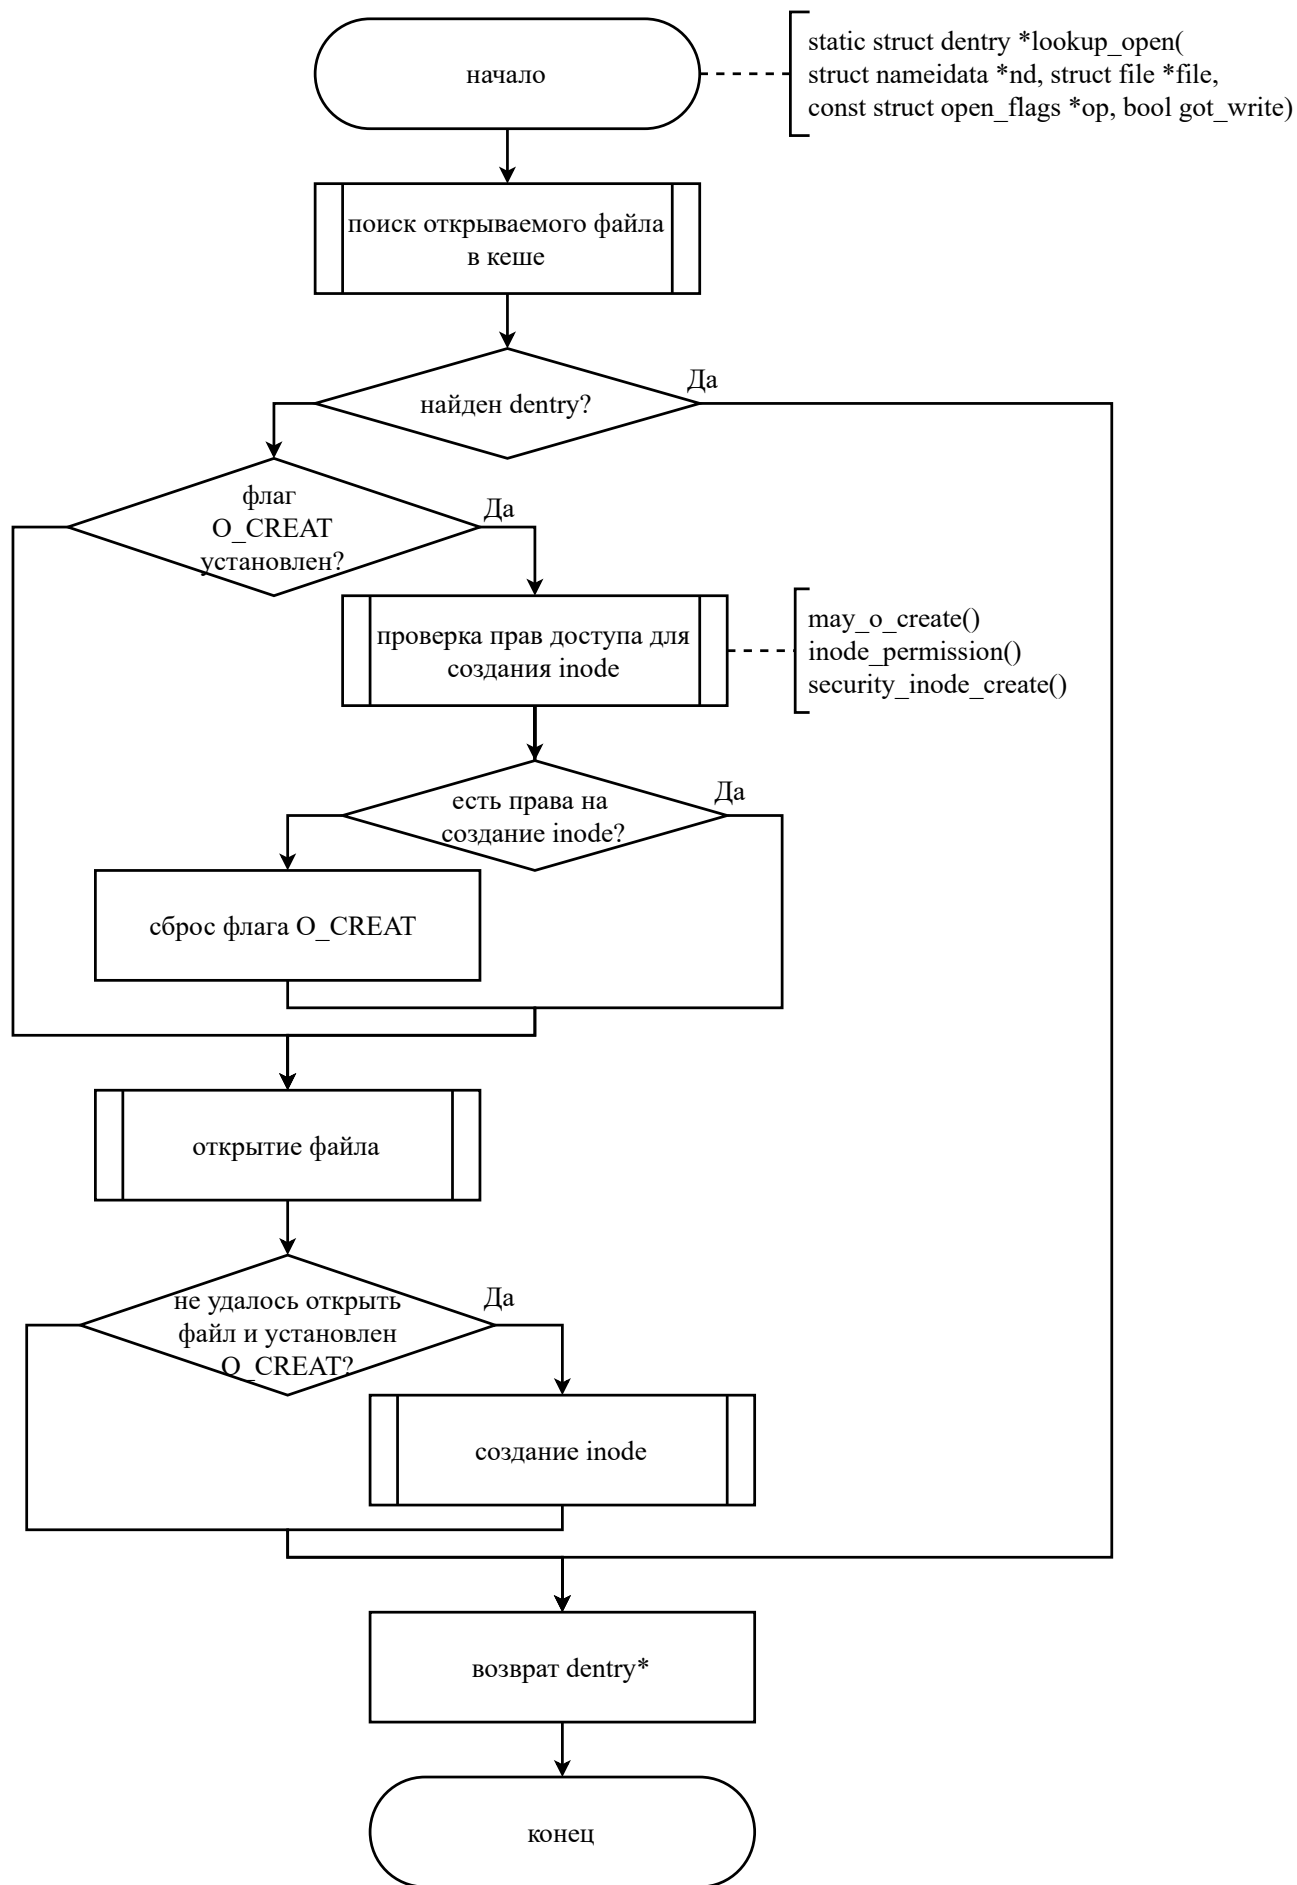 начало
static struct dentry *lookup_open(
struct nameidata *nd, struct file *file,
const struct open_flags *op, bool got_write)
поиск открываемого файла
в кеше
найден dentry?
Да
флаг
O_CREAT
установлен?
Да
проверка прав доступа для
создания inode
may_o_create()
inode_permission()
security_inode_create()
есть права на
создание inode?
Да
сброс флага O_CREAT
открытие файла
не удалось открыть
файл и установлен
O_CREAT?
Да
создание inode
возврат dentry*
конец